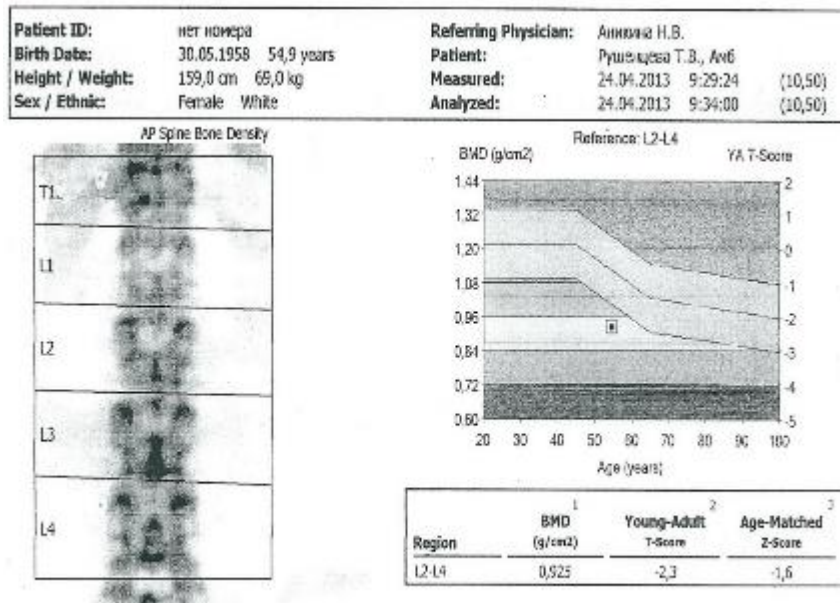 Patient ID: нет номера
Birth Date: 30.05.1958 54,9 years
Height / Weight: 159,0 cm 69,0 kg
Sex / Ethnic: Female White
Referring Physician: Аникина Н.В.
Patient: Т.В., Амб
Measured: 24.04.2013 9:29:24 (10,50)
Analyzed: 24.04.2013 9:34:00 (10,50)
AP Spine Bone Density
L1
L2
L3
L4
Reference: L2-L4
BMD (g/cm2) YA T-Score
1,44 2
1,32 1
1,20 0
1,08 -1
0,96 -2
0,84 -3
0,72 -4
0,60 -5
20 30 40 50 60 70 80 90 100
Age (years)
1 2 3
BMD Young-Adult Age-Matched
Region (g/cm2) T-Score Z-Score
L2-L4 0,925 -2,3 -1,6